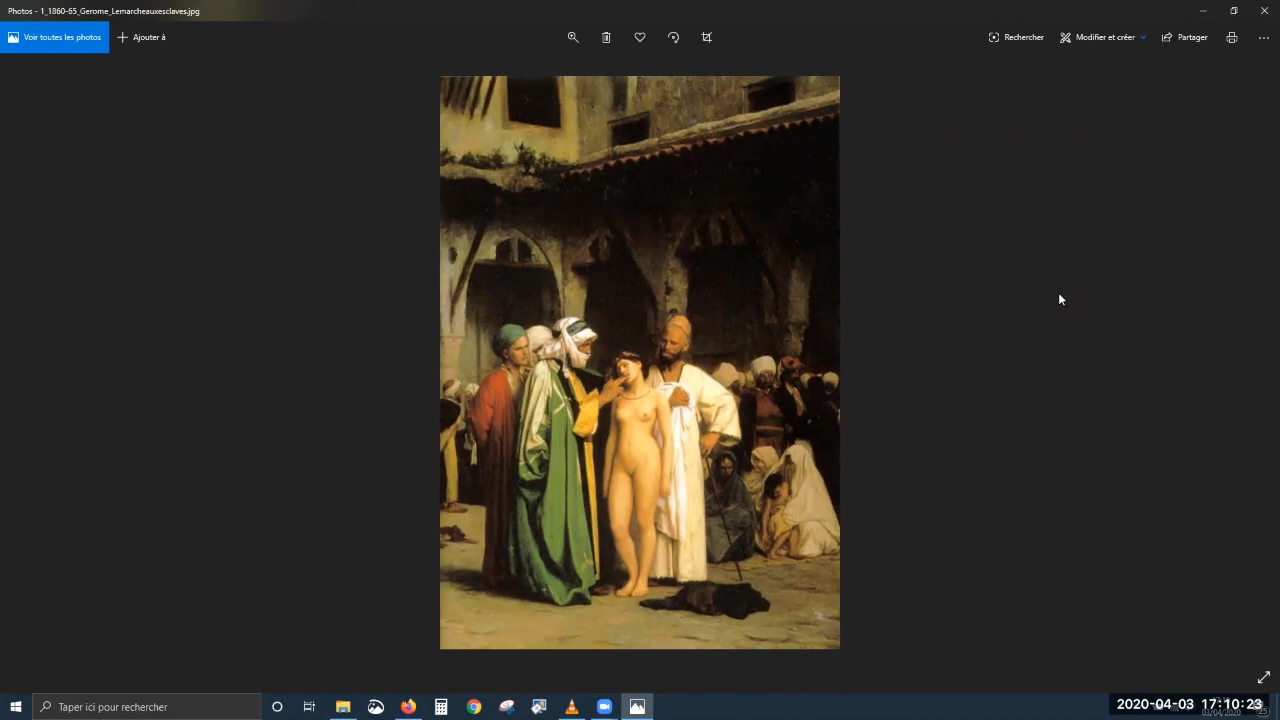 Photos - 1_1860-65_Gerome_Lemarcheauxesclaves.jpg
Voir toutes les photos
Ajouter à
Rechercher
Modifier et créer
Partager
Taper ici pour rechercher
2020-04-03 17:10:23